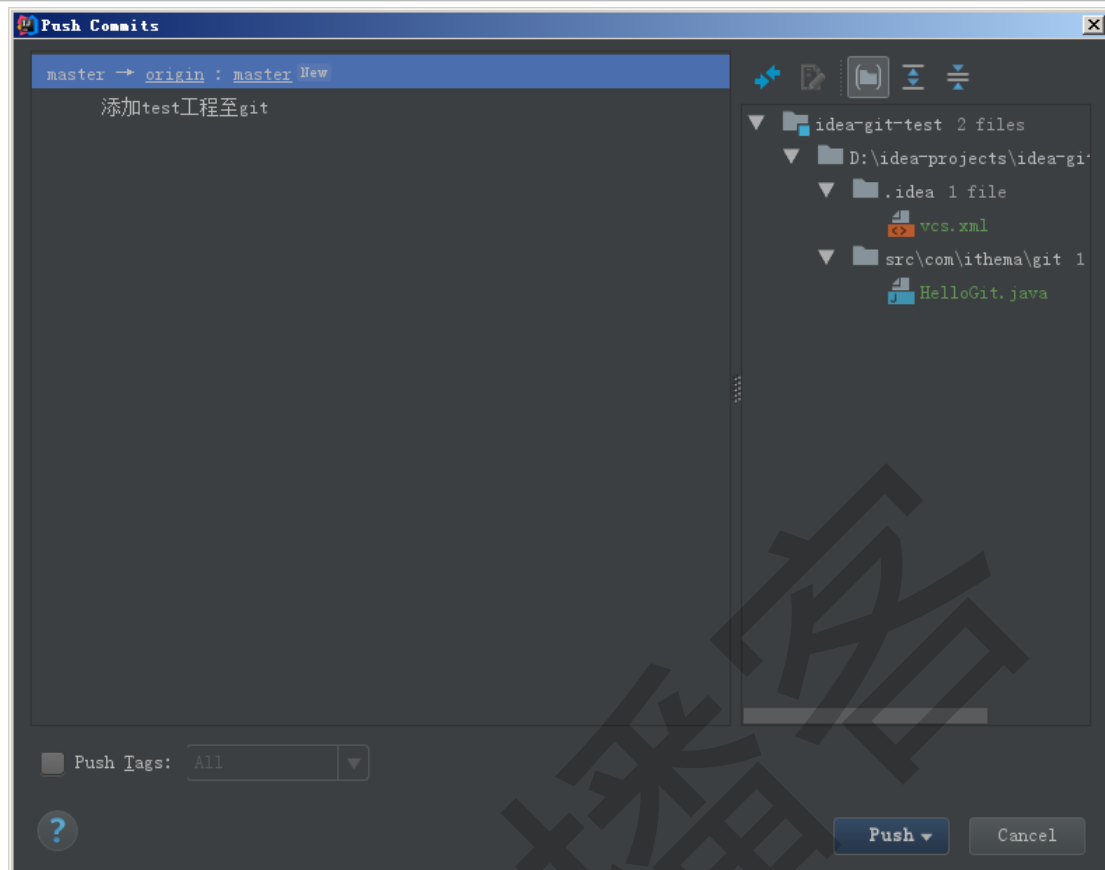 Push Commits
master → origin : master New
添加test工程至git
idea-git-test 2 files
D:\idea-projects\idea-gi
.idea 1 file
vcs.xml
src\com\ithema\git 1
HelloGit.java
Push Tags: All
?
Push
Cancel
播客